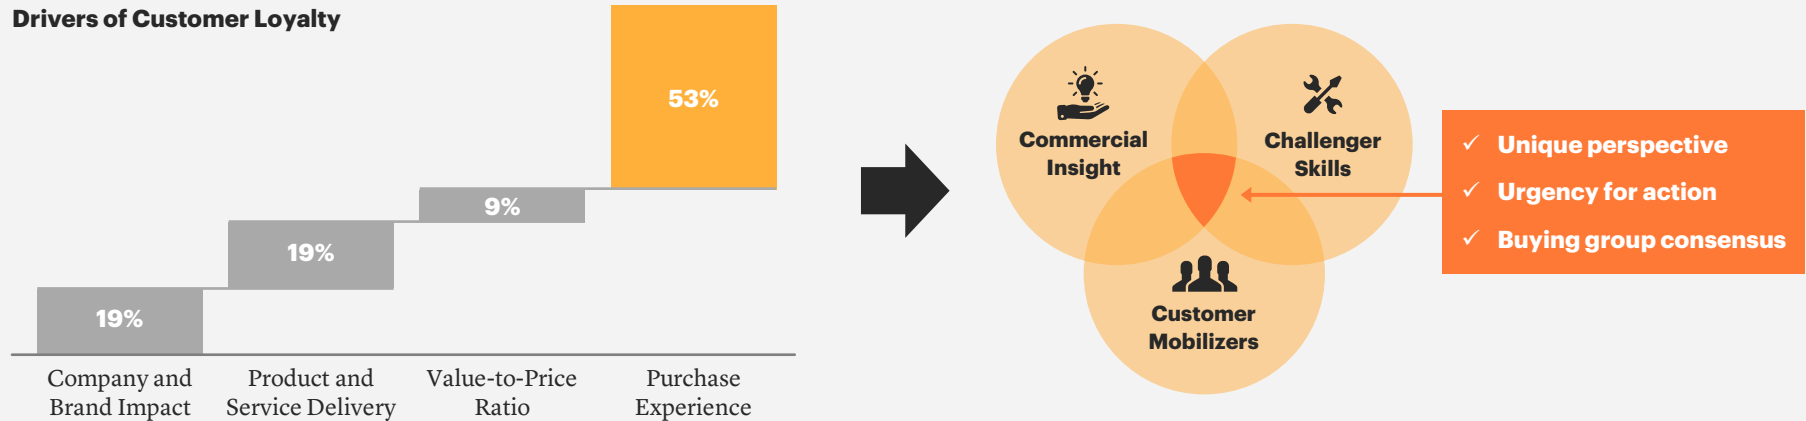 Drivers of Customer Loyalty
53%
9%
19%
19%
Company and
Brand Impact
Product and
Service Delivery
Value-to-Price
Ratio
Purchase
Experience
Commercial
Insight
Challenger
Skills
Customer
Mobilizers
✓ Unique perspective
✓ Urgency for action
✓ Buying group consensus